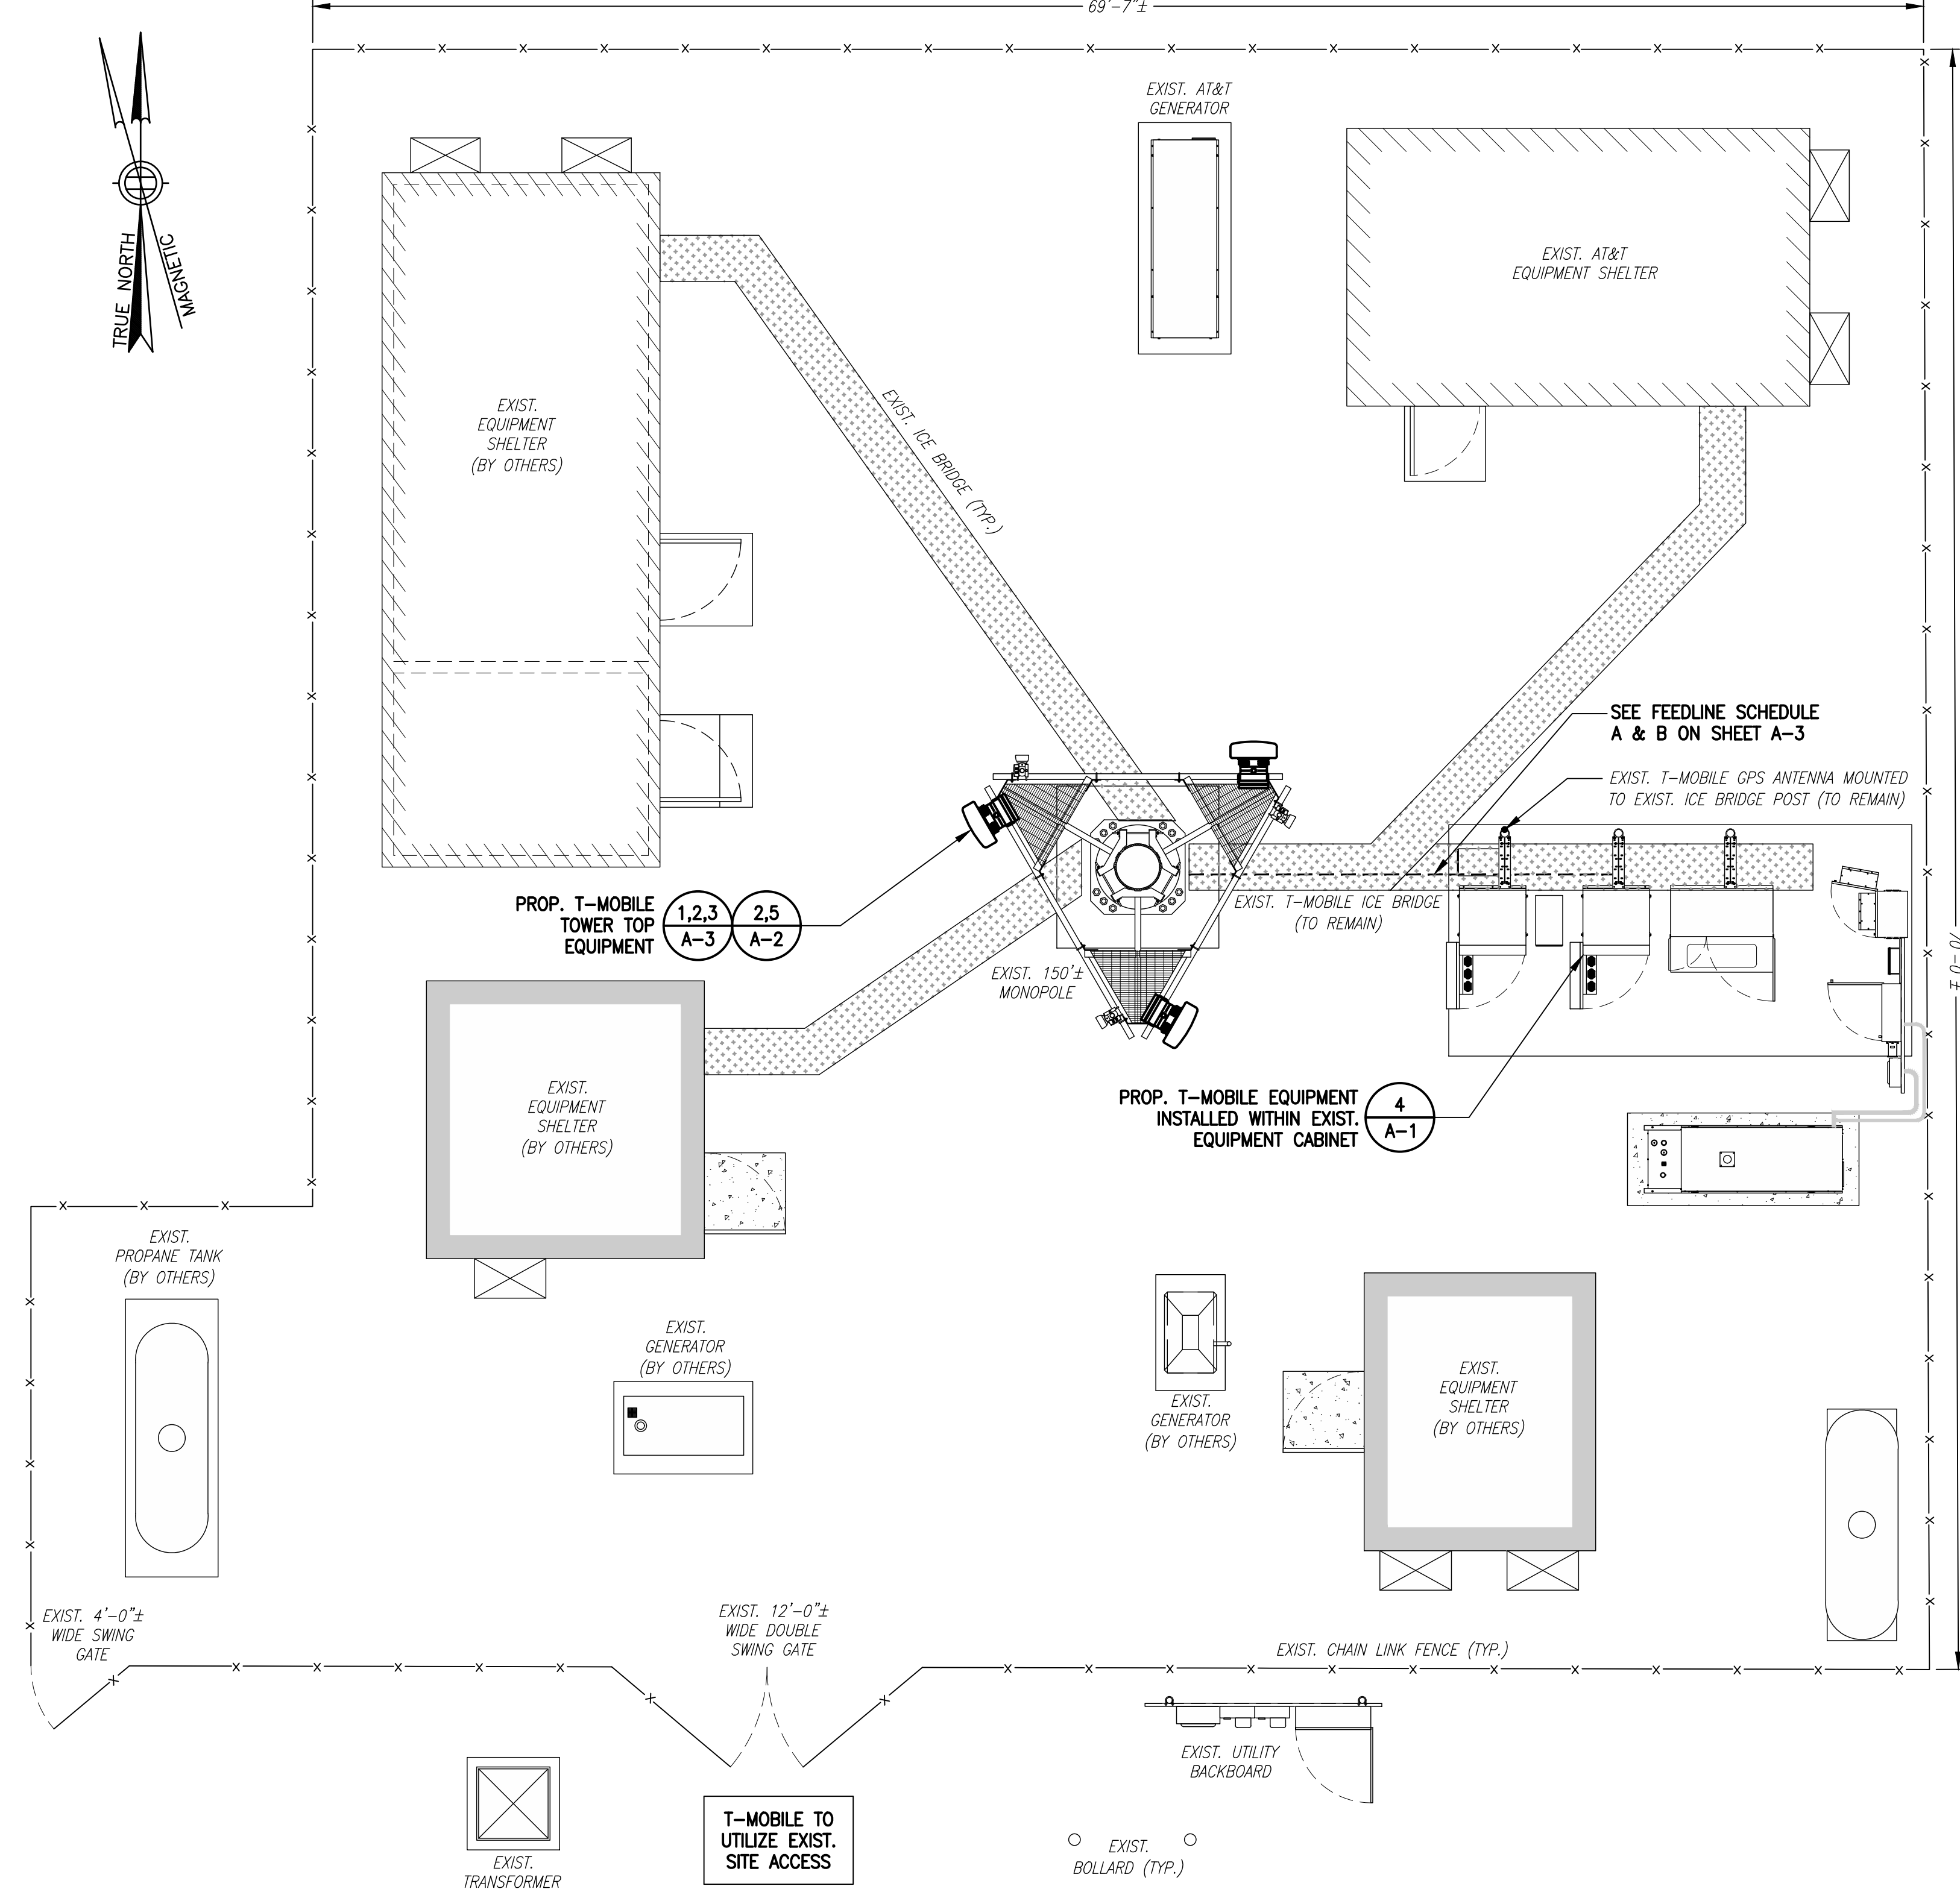 69'-7"±
EXIST. AT&T
GENERATOR
TRUE NORTH
MAGNETIC
EXIST. AT&T
EQUIPMENT SHELTER
EXIST.
EQUIPMENT
SHELTER
(BY OTHERS)
EXIST. ICE BRIDGE (TYP.)
SEE FEEDLINE SCHEDULE
A & B ON SHEET A-3
EXIST. T-MOBILE GPS ANTENNA MOUNTED
TO EXIST. ICE BRIDGE POST (TO REMAIN)
PROP. T-MOBILE
TOWER TOP
EQUIPMENT
1,2,3
A-3
2,5
A-2
EXIST. T-MOBILE ICE BRIDGE
(TO REMAIN)
70'-0"±
EXIST. 150'±
MONOPOLE
EXIST.
EQUIPMENT
SHELTER
(BY OTHERS)
PROP. T-MOBILE EQUIPMENT
INSTALLED WITHIN EXIST.
EQUIPMENT CABINET
4
A-1
EXIST.
PROPANE TANK
(BY OTHERS)
EXIST.
GENERATOR
(BY OTHERS)
EXIST.
GENERATOR
(BY OTHERS)
EXIST.
EQUIPMENT
SHELTER
(BY OTHERS)
EXIST. 4'-0"±
WIDE SWING
GATE
EXIST. 12'-0"±
WIDE DOUBLE
SWING GATE
EXIST. CHAIN LINK FENCE (TYP.)
EXIST. UTILITY
BACKBOARD
T-MOBILE TO
UTILIZE EXIST.
SITE ACCESS
EXIST.
TRANSFORMER
EXIST.
BOLLARD (TYP.)